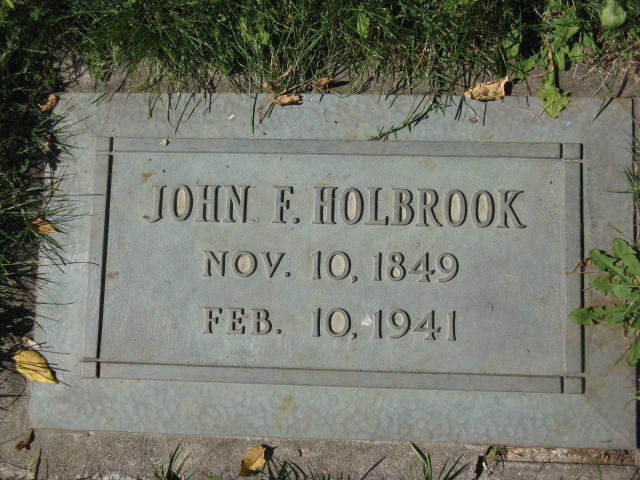 JOHN F. HOLBROOK
NOV. 10, 1849
FEB. 10, 1941